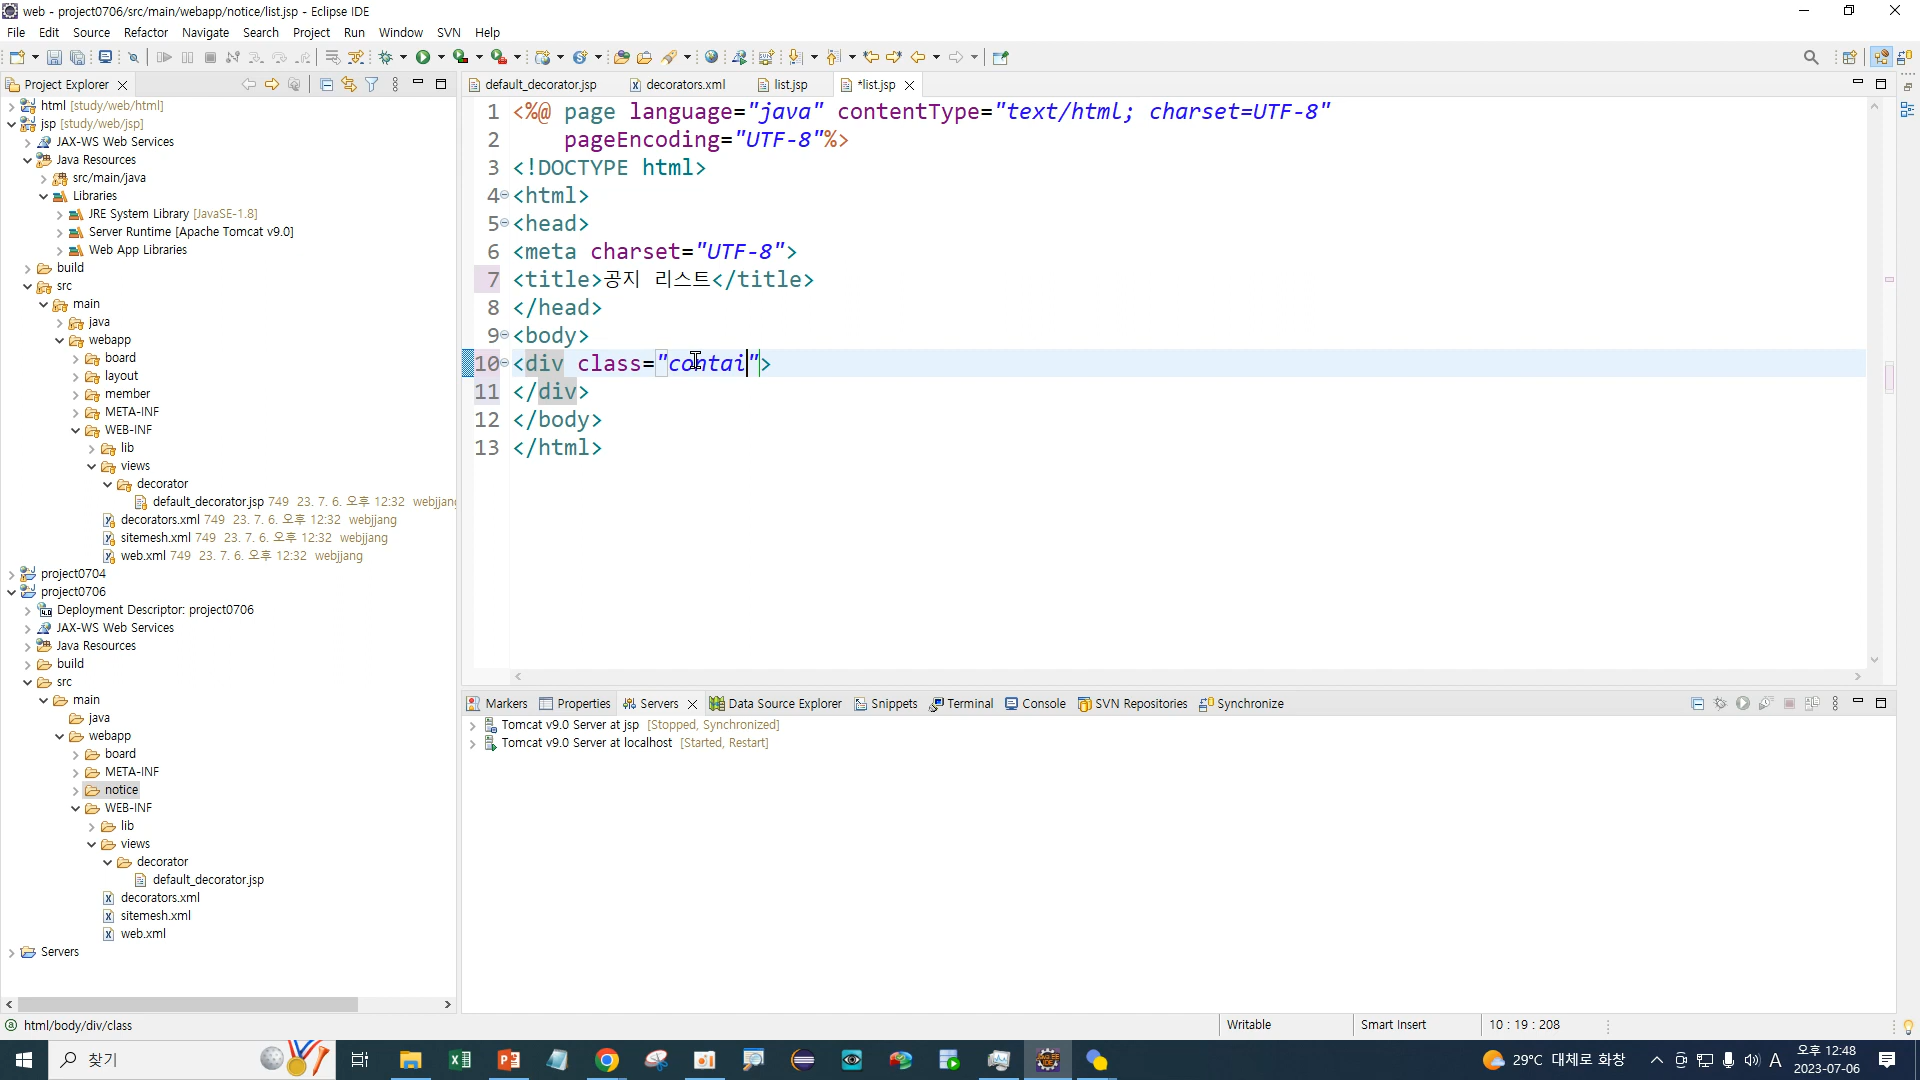 web - project0706/src/main/webapp/notice/list.jsp - Eclipse IDE
File Edit Source Refactor Navigate Search Project Run Window SVN Help
Project Explorer
default_decorator.jsp decorators.xml list.jsp *list.jsp
html [study/web/html]
jsp [study/web/jsp]
JAX-WS Web Services
Java Resources
src/main/java
Libraries
JRE System Library [JavaSE-1.8]
Server Runtime [Apache Tomcat v9.0]
Web App Libraries
build
src
main
java
webapp
board
layout
member
META-INF
WEB-INF
lib
views
decorator
default_decorator.jsp 749 23. 7. 6. 오후 12:32 webjjang
decorators.xml 749 23. 7. 6. 오후 12:32 webjjang
sitemesh.xml 749 23. 7. 6. 오후 12:32 webjjang
web.xml 749 23. 7. 6. 오후 12:32 webjjang
project0704
project0706
Deployment Descriptor: project0706
JAX-WS Web Services
Java Resources
build
src
main
java
webapp
board
META-INF
notice
WEB-INF
lib
views
decorator
default_decorator.jsp
decorators.xml
sitemesh.xml
web.xml
Servers
1 <%@ page language="java" contentType="text/html; charset=UTF-8"
2 pageEncoding="UTF-8"%>
3 <!DOCTYPE html>
4 <html>
5 <head>
6 <meta charset="UTF-8">
7 <title>공지 리스트</title>
8 </head>
9 <body>
10 <div class="contai">
11 </div>
12 </body>
13 </html>
Markers Properties Servers Data Source Explorer Snippets Terminal Console SVN Repositories Synchronize
Tomcat v9.0 Server at jsp [Stopped, Synchronized]
Tomcat v9.0 Server at localhost [Started, Restart]
html/body/div/class
Writable Smart Insert 10 : 19 : 208
찾기
29°C 대체로 화창
A
오후 12:48
2023-07-06